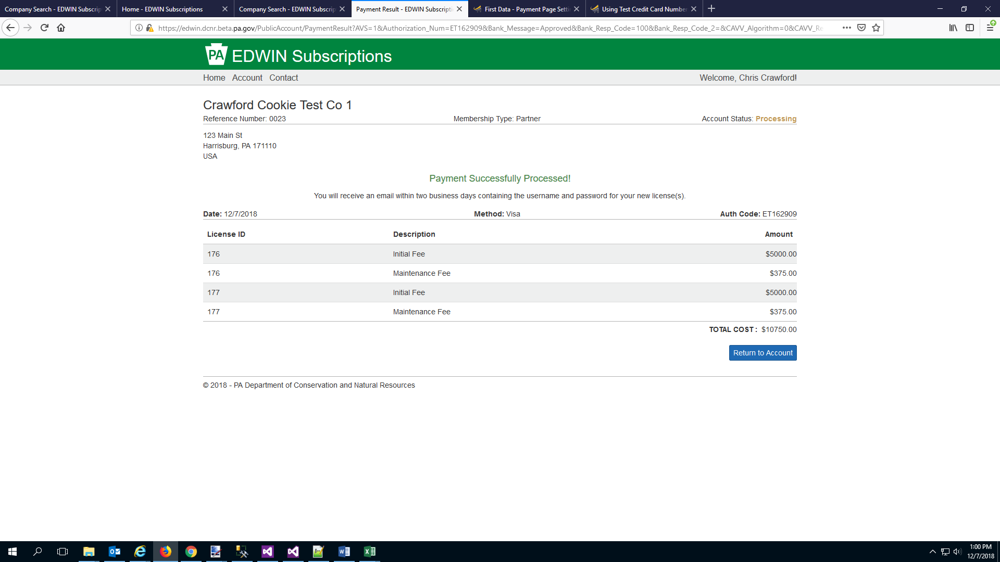 Company Search - EDWIN Subscrip
Home - EDWIN Subscriptions
Company Search - EDWIN Subscrip
Payment Result - EDWIN Subscripti
First Data - Payment Page Setti
Using Test Credit Card Number
https://edwin.dcnr.beta.pa.gov/PublicAccount/PaymentResult?AVS=1&Authorization_Num=ET162909&Bank_Message=Approved&Bank_Resp_Code=100&Bank_Resp_Code_2=&CAVV_Algorithm=0&CAVV_Re
PA EDWIN Subscriptions
Home Account Contact Welcome, Chris Crawford!
Crawford Cookie Test Co 1
Reference Number: 0023 Membership Type: Partner Account Status: Processing
123 Main St
Harrisburg, PA 171110
USA
Payment Successfully Processed!
You will receive an email within two business days containing the username and password for your new license(s).
Date: 12/7/2018 Method: Visa Auth Code: ET162909
License ID Description Amount
176 Initial Fee $5000.00
176 Maintenance Fee $375.00
177 Initial Fee $5000.00
177 Maintenance Fee $375.00
TOTAL COST : $10750.00
Return to Account
© 2018 - PA Department of Conservation and Natural Resources
1:00 PM
12/7/2018